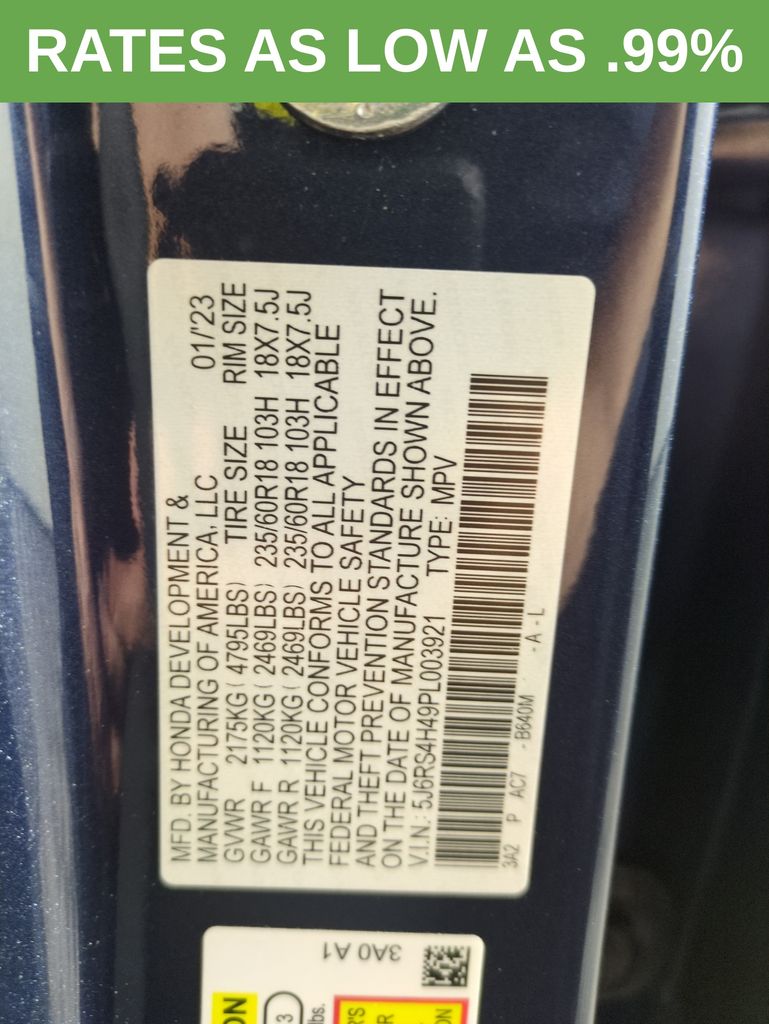 RATES AS LOW AS .99%
MFD. BY HONDA DEVELOPMENT &
MANUFACTURING OF AMERICA, LLC 01/'23
GVWR 2175KG ( 4795LBS) TIRE SIZE RIM SIZE
GAWR F 1120KG ( 2469LBS) 235/60R18 103H 18X7.5J
GAWR R 1120KG ( 2469LBS) 235/60R18 103H 18X7.5J
THIS VEHICLE CONFORMS TO ALL APPLICABLE
FEDERAL MOTOR VEHICLE SAFETY
AND THEFT PREVENTION STANDARDS IN EFFECT
ON THE DATE OF MANUFACTURE SHOWN ABOVE.
V.I.N.: 5J6RS4H49PL003921 TYPE: MPV
3A2 P AC7 - B640M - A - L
3A0 A1
3
lbs.